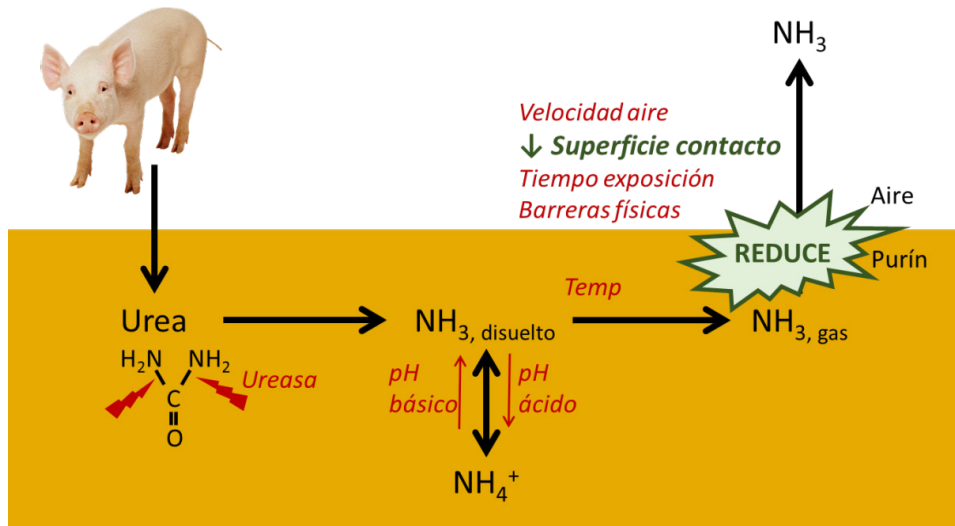 NH₃
Velocidad aire
↓ Superficie contacto
Tiempo exposición
Barreras físicas
Aire
REDUCE
Purín
Temp
Urea
NH₃, disuelto
NH₃, gas
H₂N
NH₂
Ureasa
C
O
pH básico
pH ácido
NH₄⁺